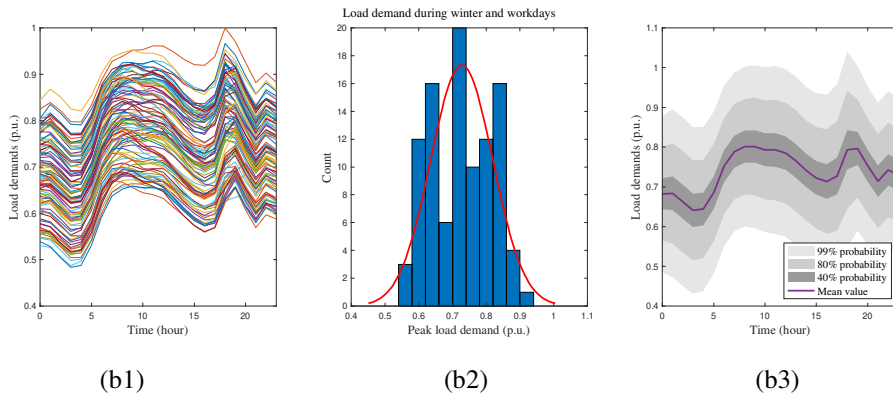 Load demand during winter and workdays
1
0.9
0.8
0.7
0.6
0.5
0.4
0 5 10 15 20
Load demands (p.u.)
Time (hour)
(b1)
20
18
16
14
12
10
8
6
4
2
0
0.4 0.5 0.6 0.7 0.8 0.9 1 1.1
Count
Peak load demand (p.u.)
(b2)
1.1
1
0.9
0.8
0.7
0.6
0.5
0.4
0 5 10 15 20
Load demands (p.u.)
99% probability
80% probability
40% probability
Mean value
Time (hour)
(b3)